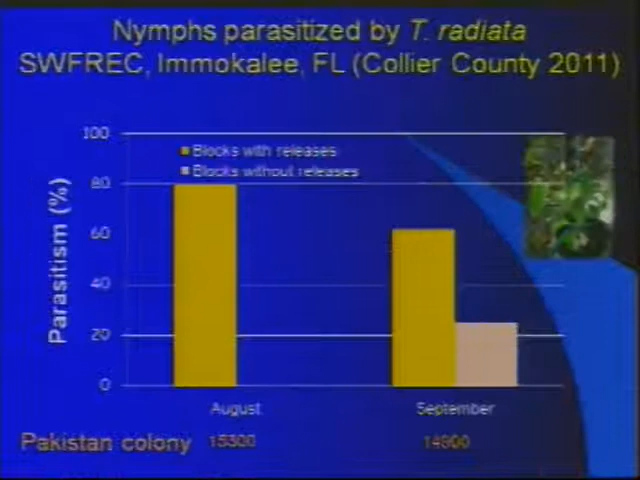 Nymphs parasitized by T. radiata
SWFREC, Immokalee, FL (Collier County 2011)
100
Blocks with releases
Blocks without releases
80
60
40
20
0
Parasitism (%)
August September
Pakistan colony 15300 14900